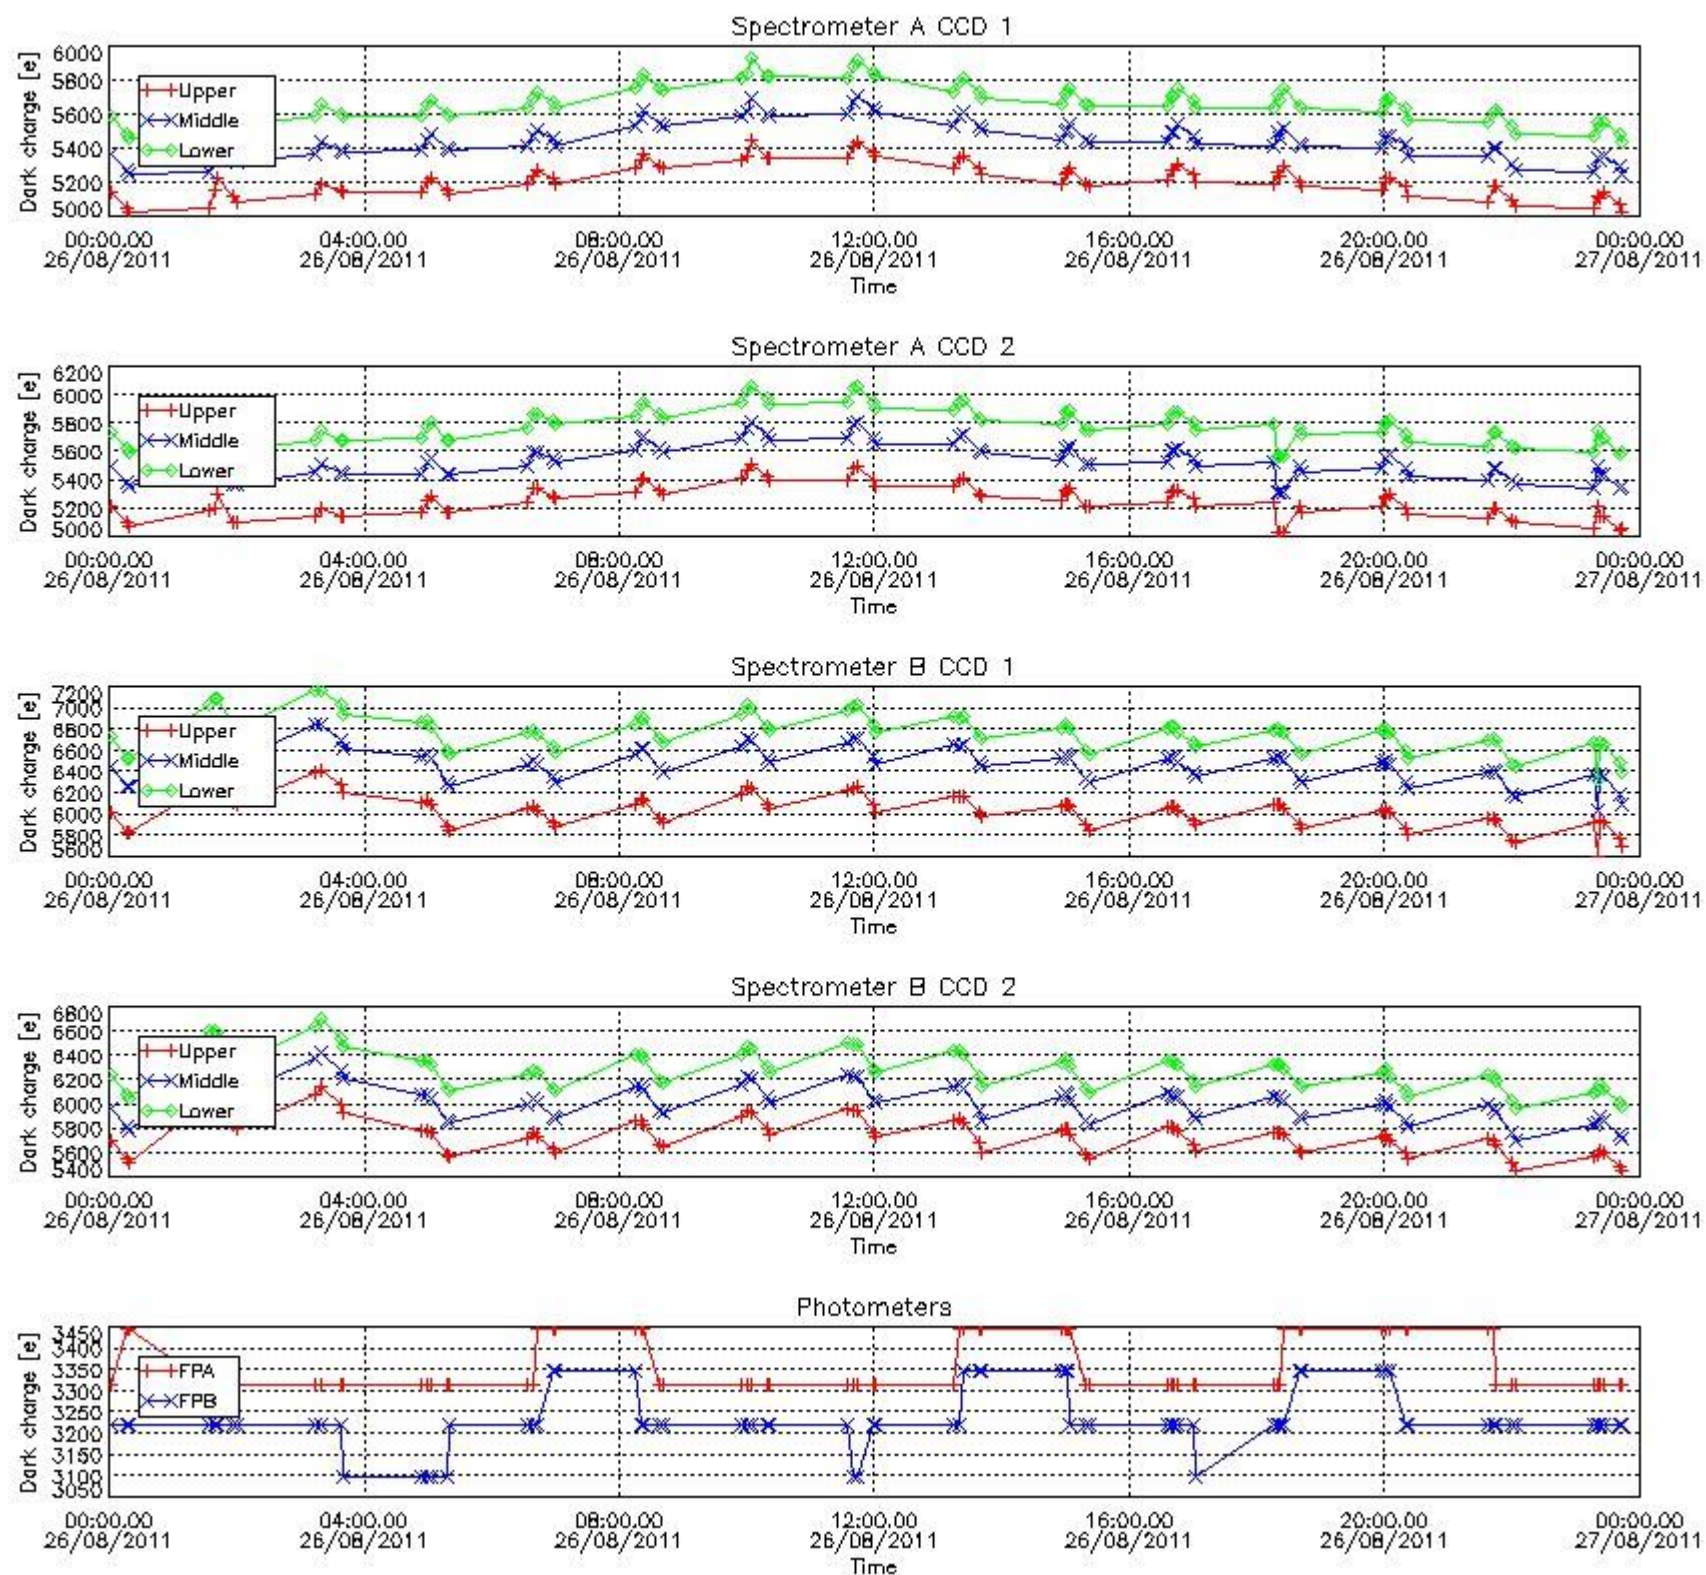 Spectrometer A CCD 1
Dark charge [e]
6000
5800
5600
5400
5200
5000
Upper
Middle
Lower
00:00.00 04:00.00 08:00.00 12:00.00 16:00.00 20:00.00 00:00.00
26/08/2011 26/08/2011 26/08/2011 26/08/2011 26/08/2011 26/08/2011 27/08/2011
Time
Spectrometer A CCD 2
Dark charge [e]
6200
6000
5800
5600
5400
5200
5000
Upper
Middle
Lower
00:00.00 04:00.00 08:00.00 12:00.00 16:00.00 20:00.00 00:00.00
26/08/2011 26/08/2011 26/08/2011 26/08/2011 26/08/2011 26/08/2011 27/08/2011
Time
Spectrometer B CCD 1
Dark charge [e]
7200
7000
6800
6600
6400
6200
6000
5800
5600
Upper
Middle
Lower
00:00.00 04:00.00 08:00.00 12:00.00 16:00.00 20:00.00 00:00.00
26/08/2011 26/08/2011 26/08/2011 26/08/2011 26/08/2011 26/08/2011 27/08/2011
Time
Spectrometer B CCD 2
Dark charge [e]
6800
6600
6400
6200
6000
5800
5600
5400
Upper
Middle
Lower
00:00.00 04:00.00 08:00.00 12:00.00 16:00.00 20:00.00 00:00.00
26/08/2011 26/08/2011 26/08/2011 26/08/2011 26/08/2011 26/08/2011 27/08/2011
Time
Photometers
Dark charge [e]
3450
3400
3350
3300
3250
3200
3150
3100
3050
FPA
FPB
00:00.00 04:00.00 08:00.00 12:00.00 16:00.00 20:00.00 00:00.00
26/08/2011 26/08/2011 26/08/2011 26/08/2011 26/08/2011 26/08/2011 27/08/2011
Time